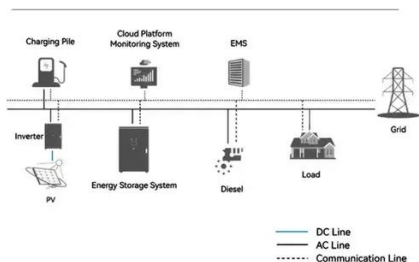 Charging Pile
Cloud Platform
Monitoring System
EMS
Grid
Inverter
PV
Energy Storage System
Diesel
Load
DC Line
AC Line
Communication Line